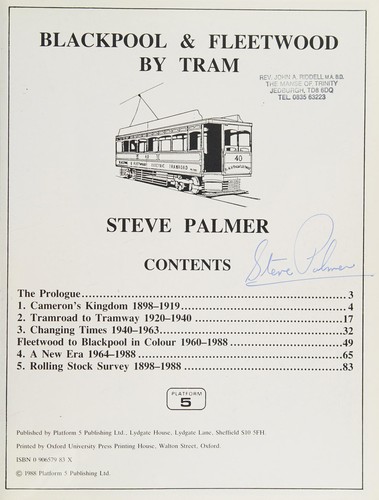 BLACKPOOL & FLEETWOOD
BY TRAM
REV. JOHN A. RIDDELL M.A. B.D.
THE MANSE OF TRINITY
JEDBURGH, TD8 6DQ
TEL. 0835 63223
40
STEVE PALMER
CONTENTS
Steve Palmer
The Prologue....................3
1. Cameron's Kingdom 1898–1919....................4
2. Tramroad to Tramway 1920–1940....................17
3. Changing Times 1940–1963....................32
Fleetwood to Blackpool in Colour 1960–1988....................49
4. A New Era 1964–1988....................65
5. Rolling Stock Survey 1898–1988....................83
PLATFORM
5
Published by Platform 5 Publishing Ltd., Lydgate House, Lydgate Lane, Sheffield S10 5FH.
Printed by Oxford University Press Printing House, Walton Street, Oxford.
ISBN 0 906579 83 X
© 1988 Platform 5 Publishing Ltd.